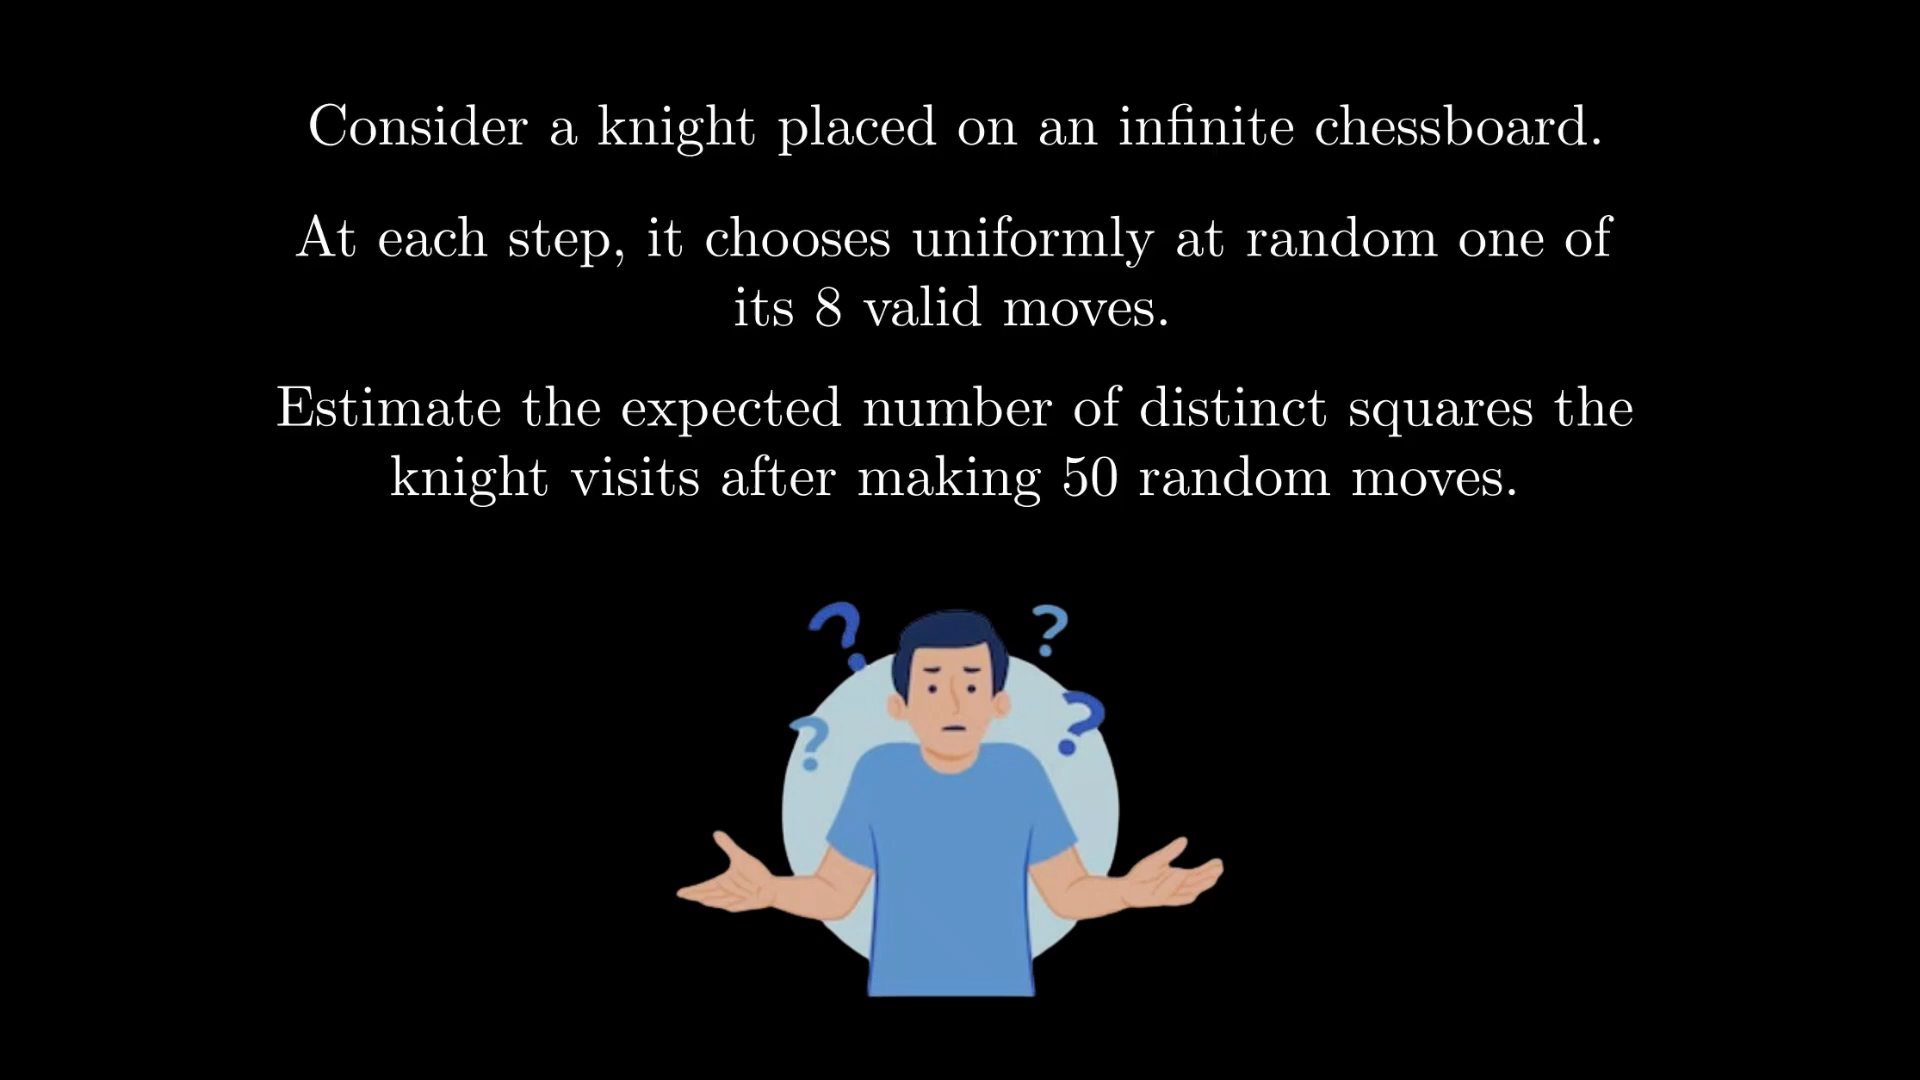 Consider a knight placed on an infinite chessboard.
At each step, it chooses uniformly at random one of
its 8 valid moves.
Estimate the expected number of distinct squares the
knight visits after making 50 random moves.
? ?
? ?